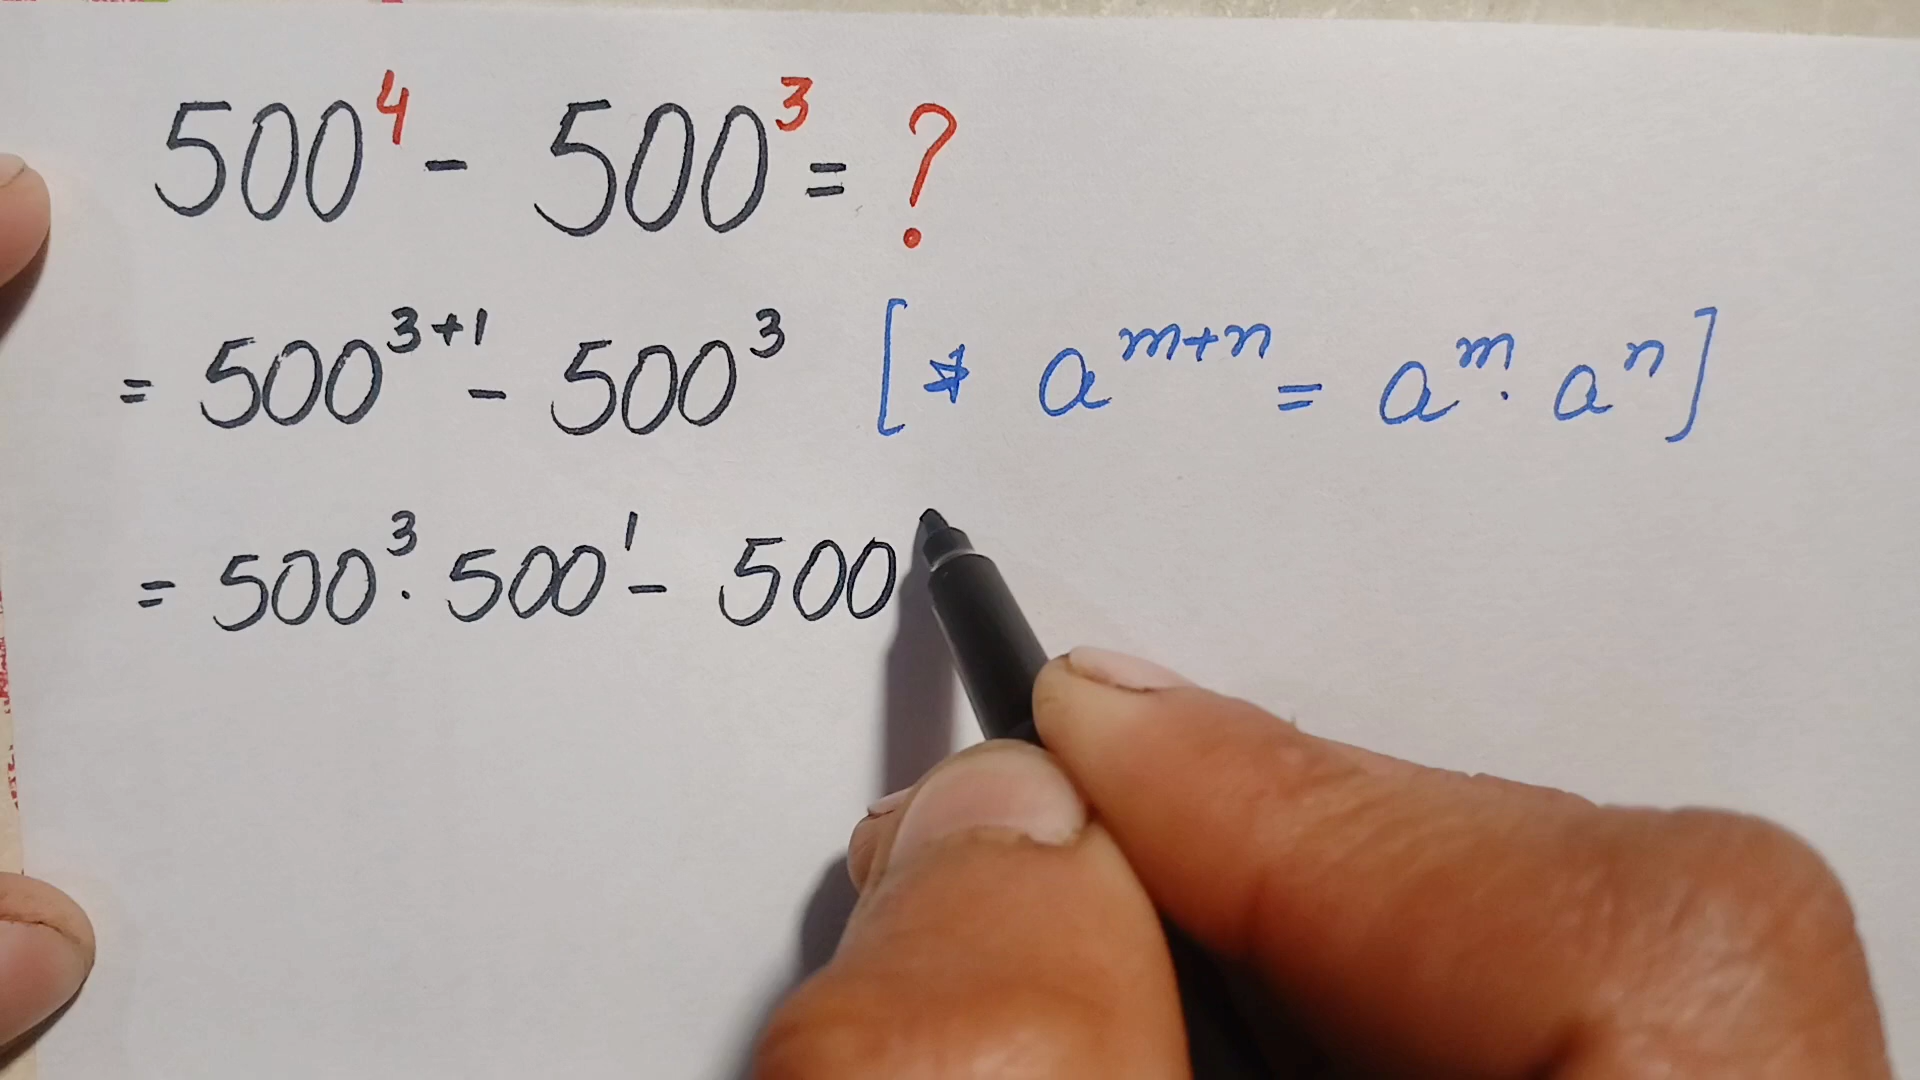 500⁴ - 500³ = ?
= 500³⁺¹ - 500³ [* aᵐ⁺ⁿ = aᵐ · aⁿ]
= 500³ · 500¹ - 500